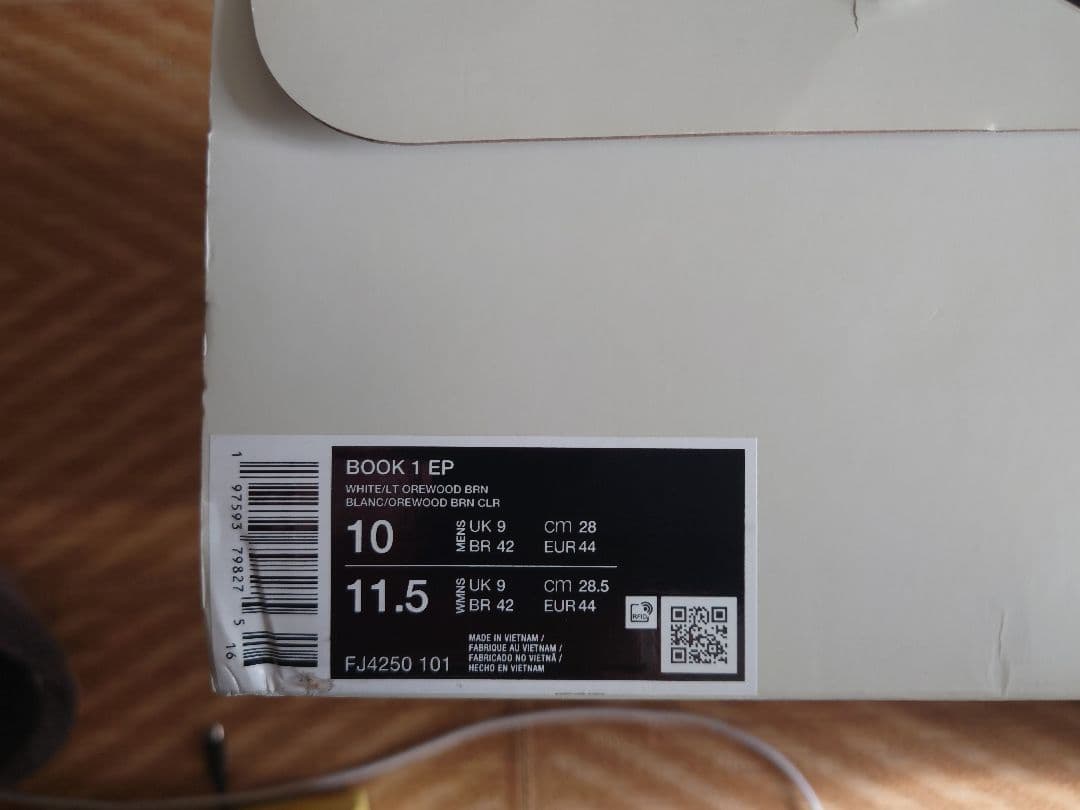 BOOK 1 EP
WHITE/LT OREWOOD BRN
BLANC/OREWOOD BRN CLR
10 MENS UK 9 cm 28
BR 42 EUR 44
11.5 WMNS UK 9 cm 28.5
BR 42 EUR 44
RFID
MADE IN VIETNAM /
FABRIQUE AU VIETNAM /
FABRICADO NO VIETNÃ /
HECHO EN VIETNAM
FJ4250 101
1 97593 79827 5 16